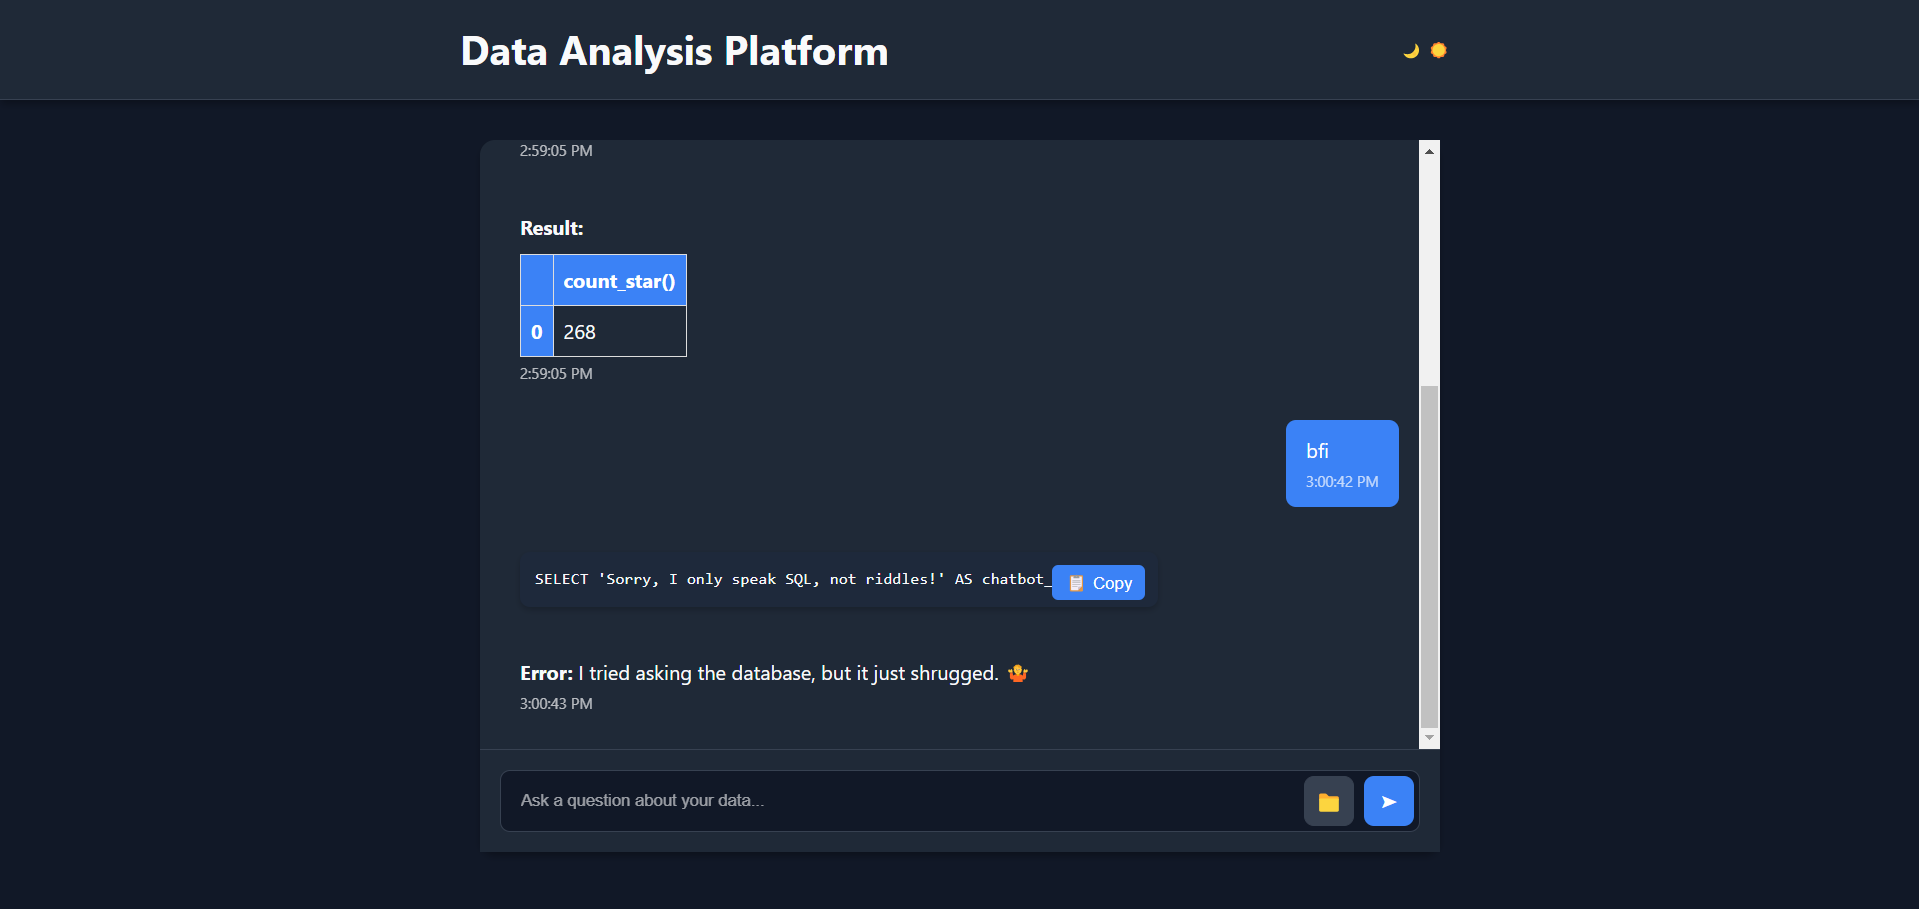 Data Analysis Platform
2:59:05 PM
Result:
count_star()
0 268
2:59:05 PM
bfi
3:00:42 PM
SELECT 'Sorry, I only speak SQL, not riddles!' AS chatbot_
Copy
Error: I tried asking the database, but it just shrugged.
3:00:43 PM
Ask a question about your data...